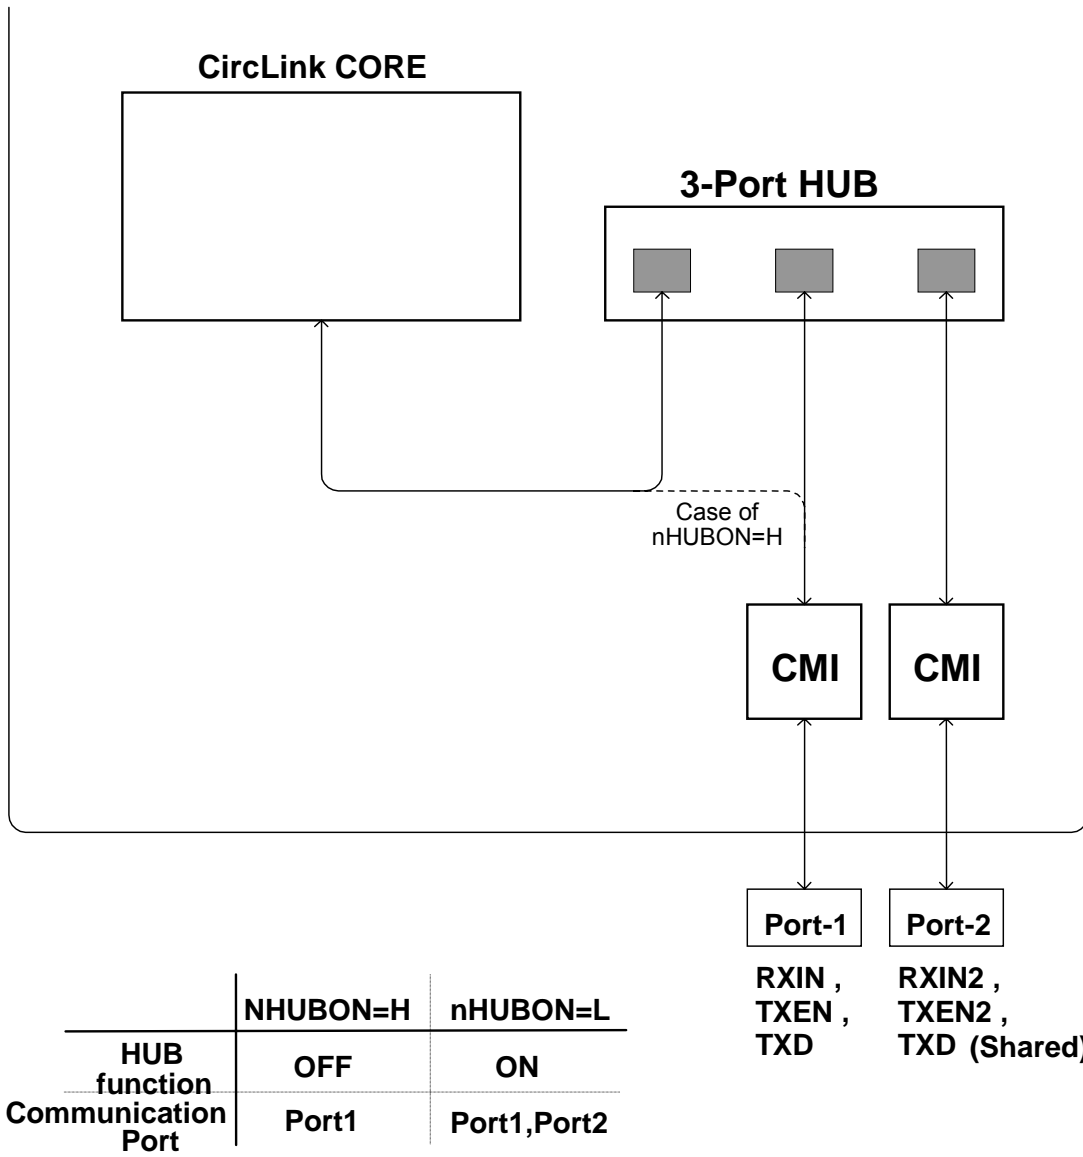 CircLink CORE
3-Port HUB
Case of
nHUBON=H
CMI
CMI
Port-1
Port-2
RXIN ,
TXEN ,
TXD
RXIN2 ,
TXEN2 ,
TXD (Shared)
NHUBON=H nHUBON=L
HUB
function
OFF ON
Communication
Port
Port1 Port1,Port2